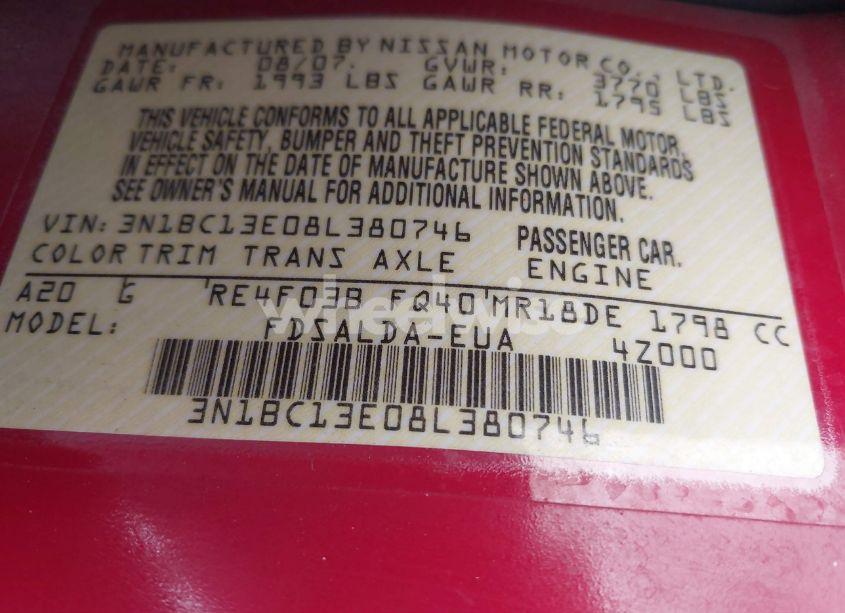 MANUFACTURED BY NISSAN MOTOR CO., LTD.
DATE: 08/07. GVWR: 3770 LBS
GAWR FR: 1993 LBS GAWR RR: 1795 LBS
THIS VEHICLE CONFORMS TO ALL APPLICABLE FEDERAL MOTOR
VEHICLE SAFETY, BUMPER AND THEFT PREVENTION STANDARDS
IN EFFECT ON THE DATE OF MANUFACTURE SHOWN ABOVE.
SEE OWNER'S MANUAL FOR ADDITIONAL INFORMATION.
VIN: 3N1BC13E08L380746 PASSENGER CAR.
COLOR TRIM TRANS AXLE ENGINE
A20 G RE4F03B FQ40 MR18DE 1798 CC
MODEL: FDSALDA-EUA 4Z000
3N1BC13E08L380746
wheelwise